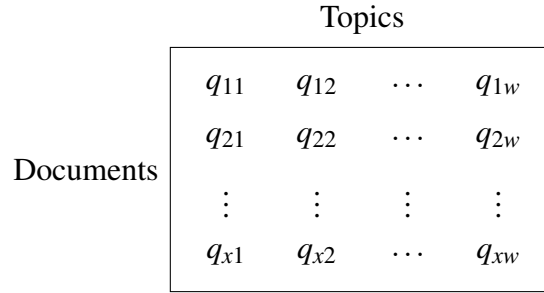 Topics
q11 q12 ⋯ q1w
q21 q22 ⋯ q2w
Documents
⋮ ⋮ ⋮ ⋮
qx1 qx2 ⋯ qxw